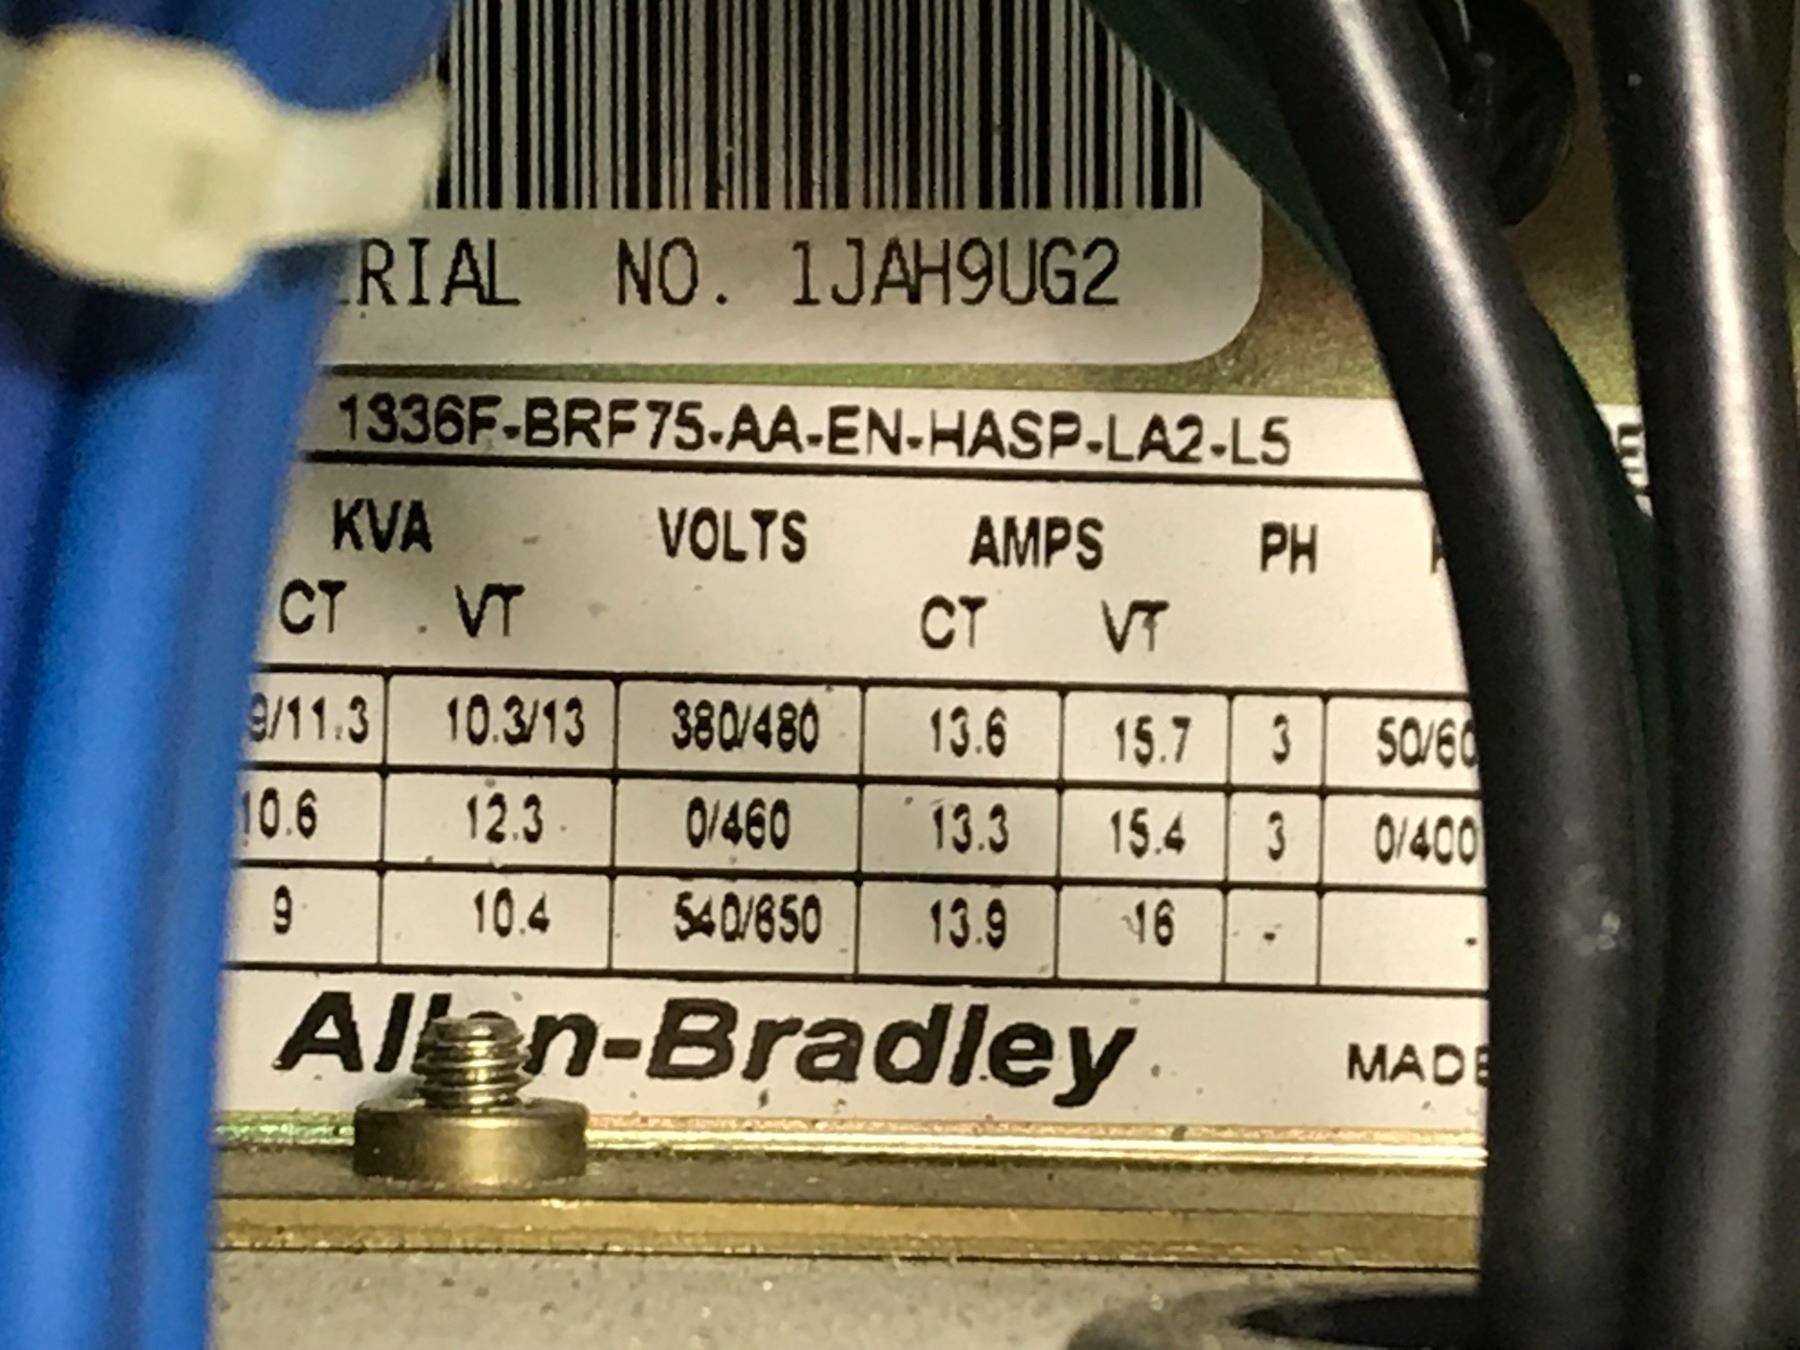 RIAL NO. 1JAH9UG2
1336F-BRF75-AA-EN-HASP-LA2-L5
KVA VOLTS AMPS PH
CT VT CT VT
9/11.3 10.3/13 380/480 13.6 15.7 3 50/60
10.6 12.3 0/460 13.3 15.4 3 0/400
9 10.4 540/650 13.9 16 - -
Allen-Bradley MADE